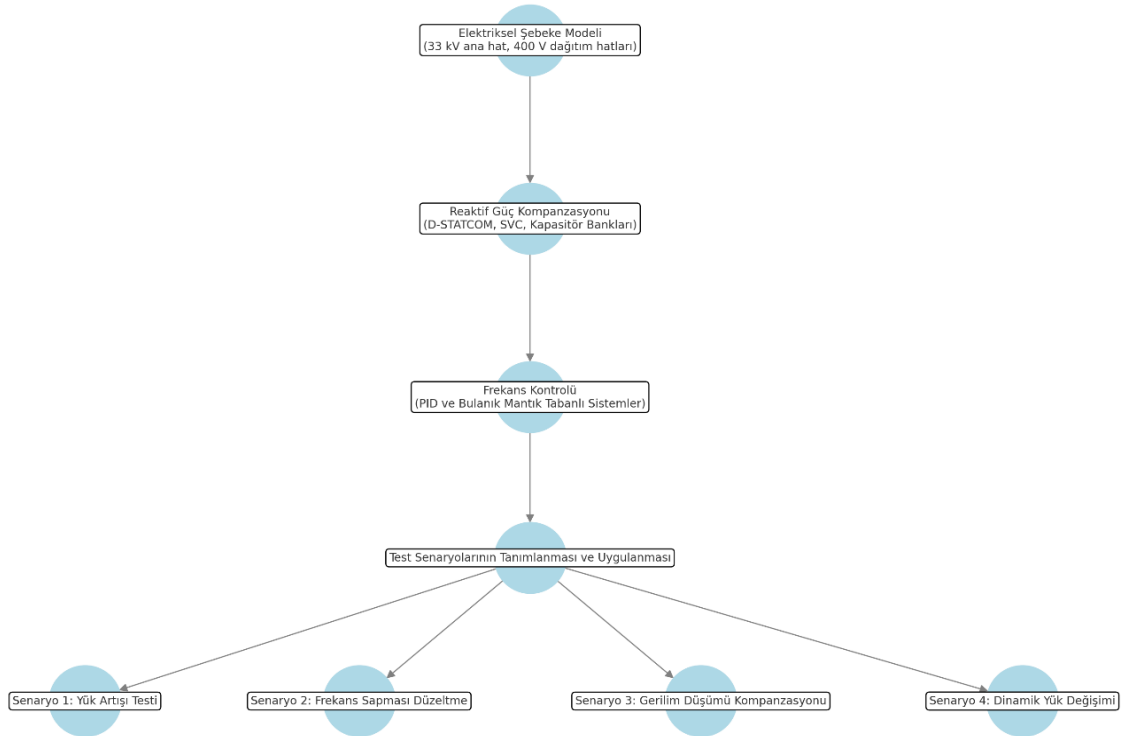 Elektriksel Şebeke Modeli
(33 kV ana hat, 400 V dağıtım hatları)
Reaktif Güç Kompanzasyonu
(D-STATCOM, SVC, Kapasitör Bankları)
Frekans Kontrolü
(PID ve Bulanık Mantık Tabanlı Sistemler)
Test Senaryolarının Tanımlanması ve Uygulanması
Senaryo 1: Yük Artışı Testi
Senaryo 2: Frekans Sapması Düzeltme
Senaryo 3: Gerilim Düşümü Kompanzasyonu
Senaryo 4: Dinamik Yük Değişimi